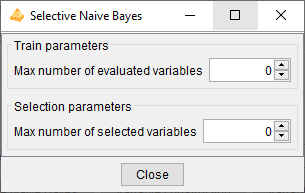 Selective Naive Bayes
Train parameters
Max number of evaluated variables 0
Selection parameters
Max number of selected variables 0
Close